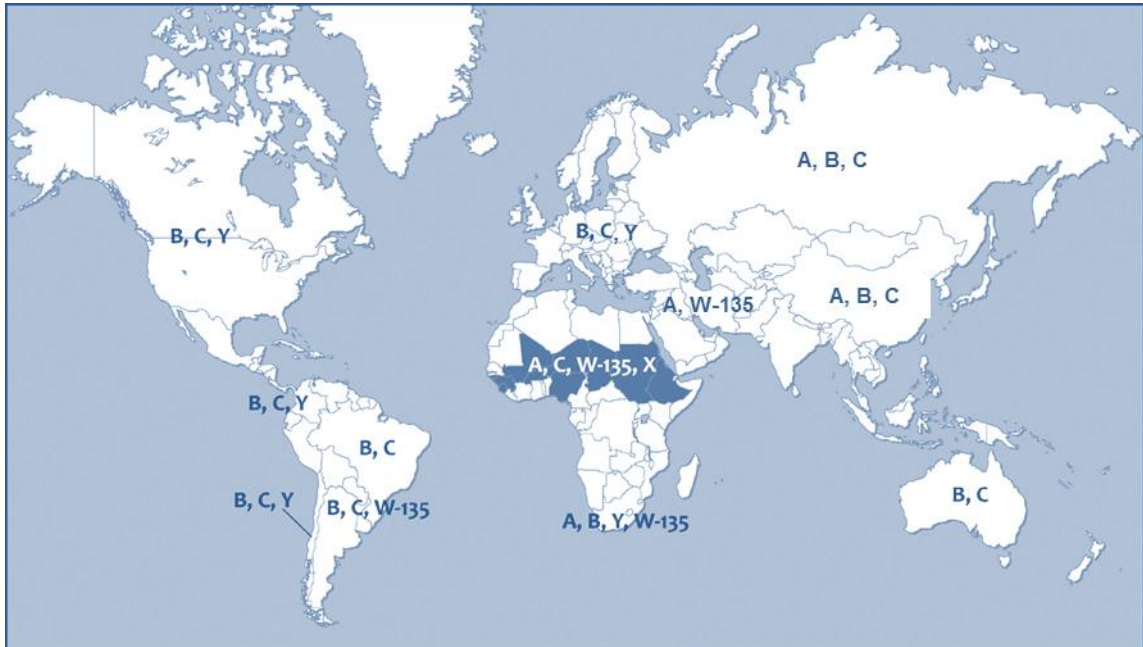 A, B, C
B, C, Y
B, C, Y
A, B, C
A, W-135
A, C, W-135, X
B, C, Y
B, C
B, C, Y
B, C, W-135
B, C
A, B, Y, W-135